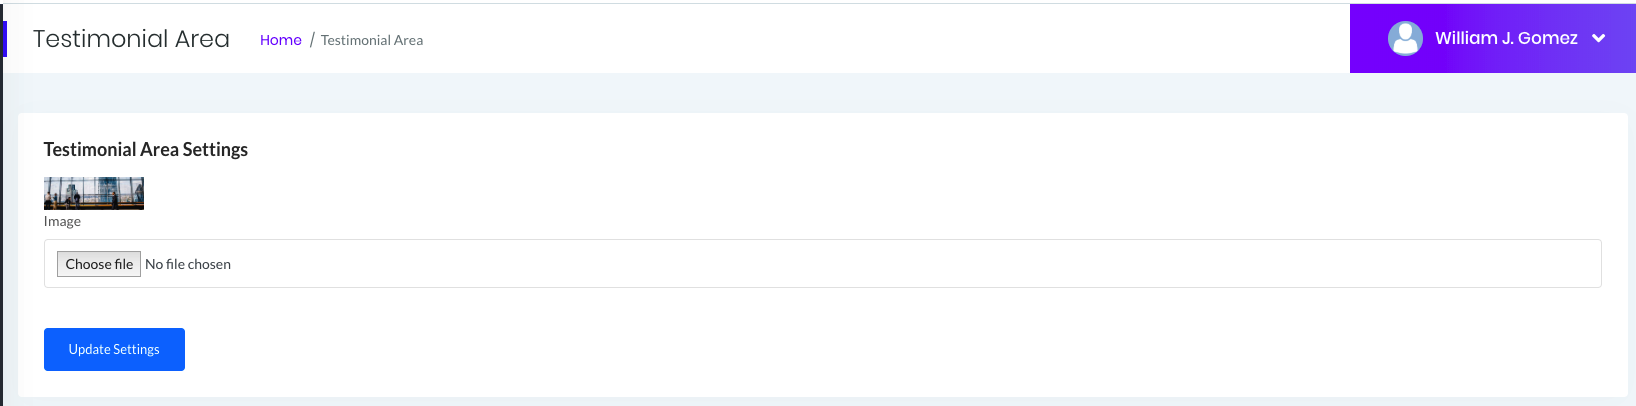 Testimonial Area
Home / Testimonial Area
William J. Gomez
Testimonial Area Settings
Image
Choose file No file chosen
Update Settings